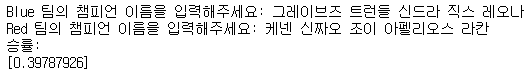 Blue 팀의 챔피언 이름을 입력해주세요: 그레이브즈 트런들 신드라 직스 레오나
Red 팀의 챔피언 이름을 입력해주세요: 케넨 신짜오 조이 아펠리오스 라칸
승률:
[0.39787926]